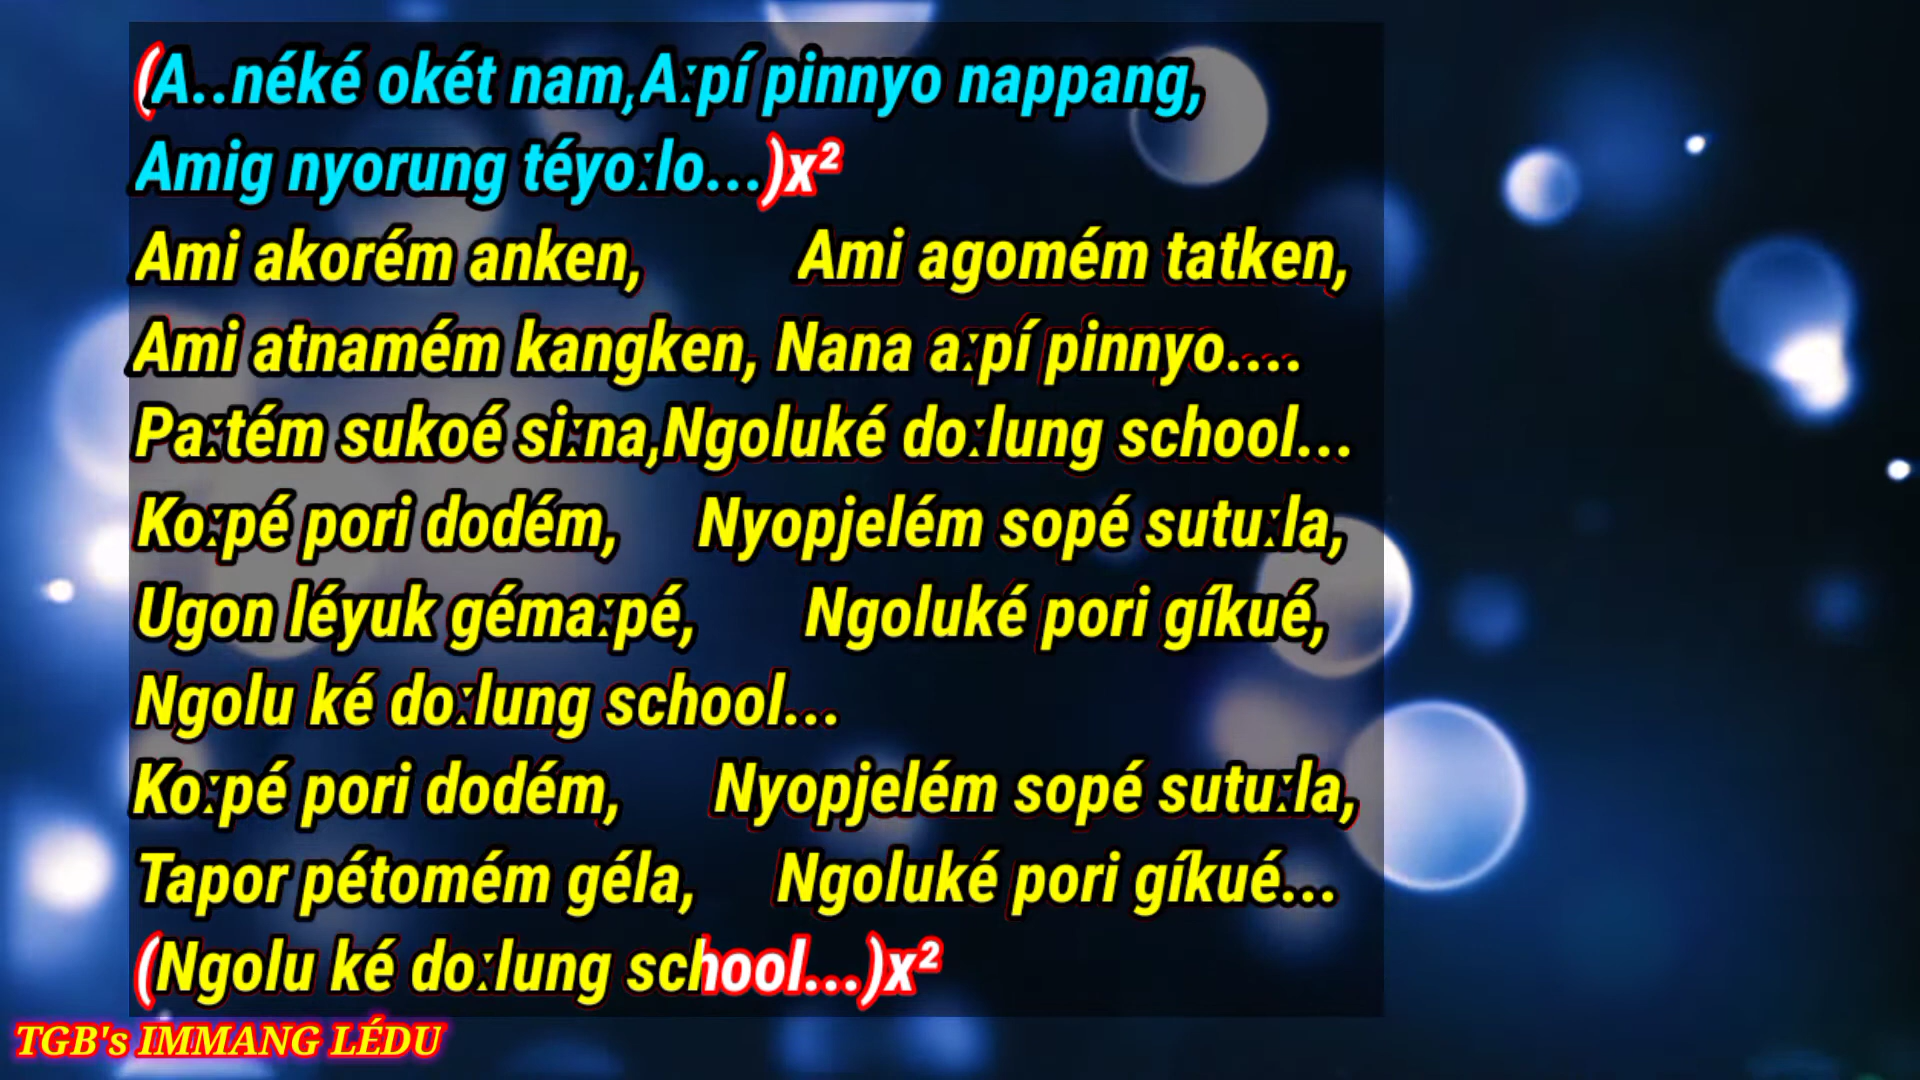 (A..néké okét nam,A:pí pinnyo nappang,
Amig nyorung téyo:lo...)x²
Ami akorém anken, Ami agomém tatken,
Ami atnamém kangken, Nana a:pí pinnyo....
Pa:tém sukoé si:na,Ngoluké do:lung school...
Ko:pé pori dodém, Nyopjelém sopé sutu:la,
Ugon léyuk géma:pé, Ngoluké pori gíkué,
Ngolu ké do:lung school...
Ko:pé pori dodém, Nyopjelém sopé sutu:la,
Tapor pétomém géla, Ngoluké pori gíkué...
(Ngolu ké do:lung school...)x²
TGB's IMMANG LÉDU